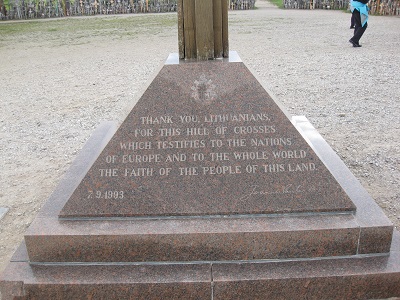 THANK YOU, LITHUANIANS,
FOR THIS HILL OF CROSSES
WHICH TESTIFIES TO THE NATIONS
OF EUROPE AND TO THE WHOLE WORLD
THE FAITH OF THE PEOPLE OF THIS LAND.
7.9.1993.